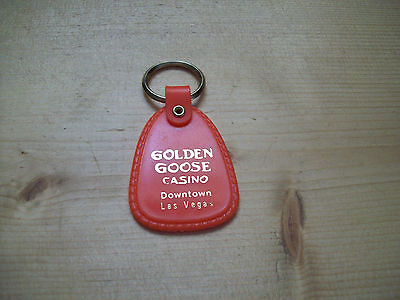 GOLDEN
GOOSE
CASINO
Downtown
Las Vegas